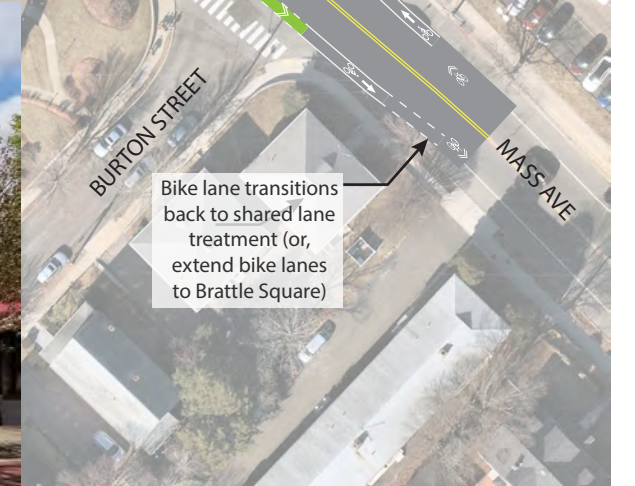 BURTON STREET
MASS AVE
Bike lane transitions
back to shared lane
treatment (or,
extend bike lanes
to Brattle Square)